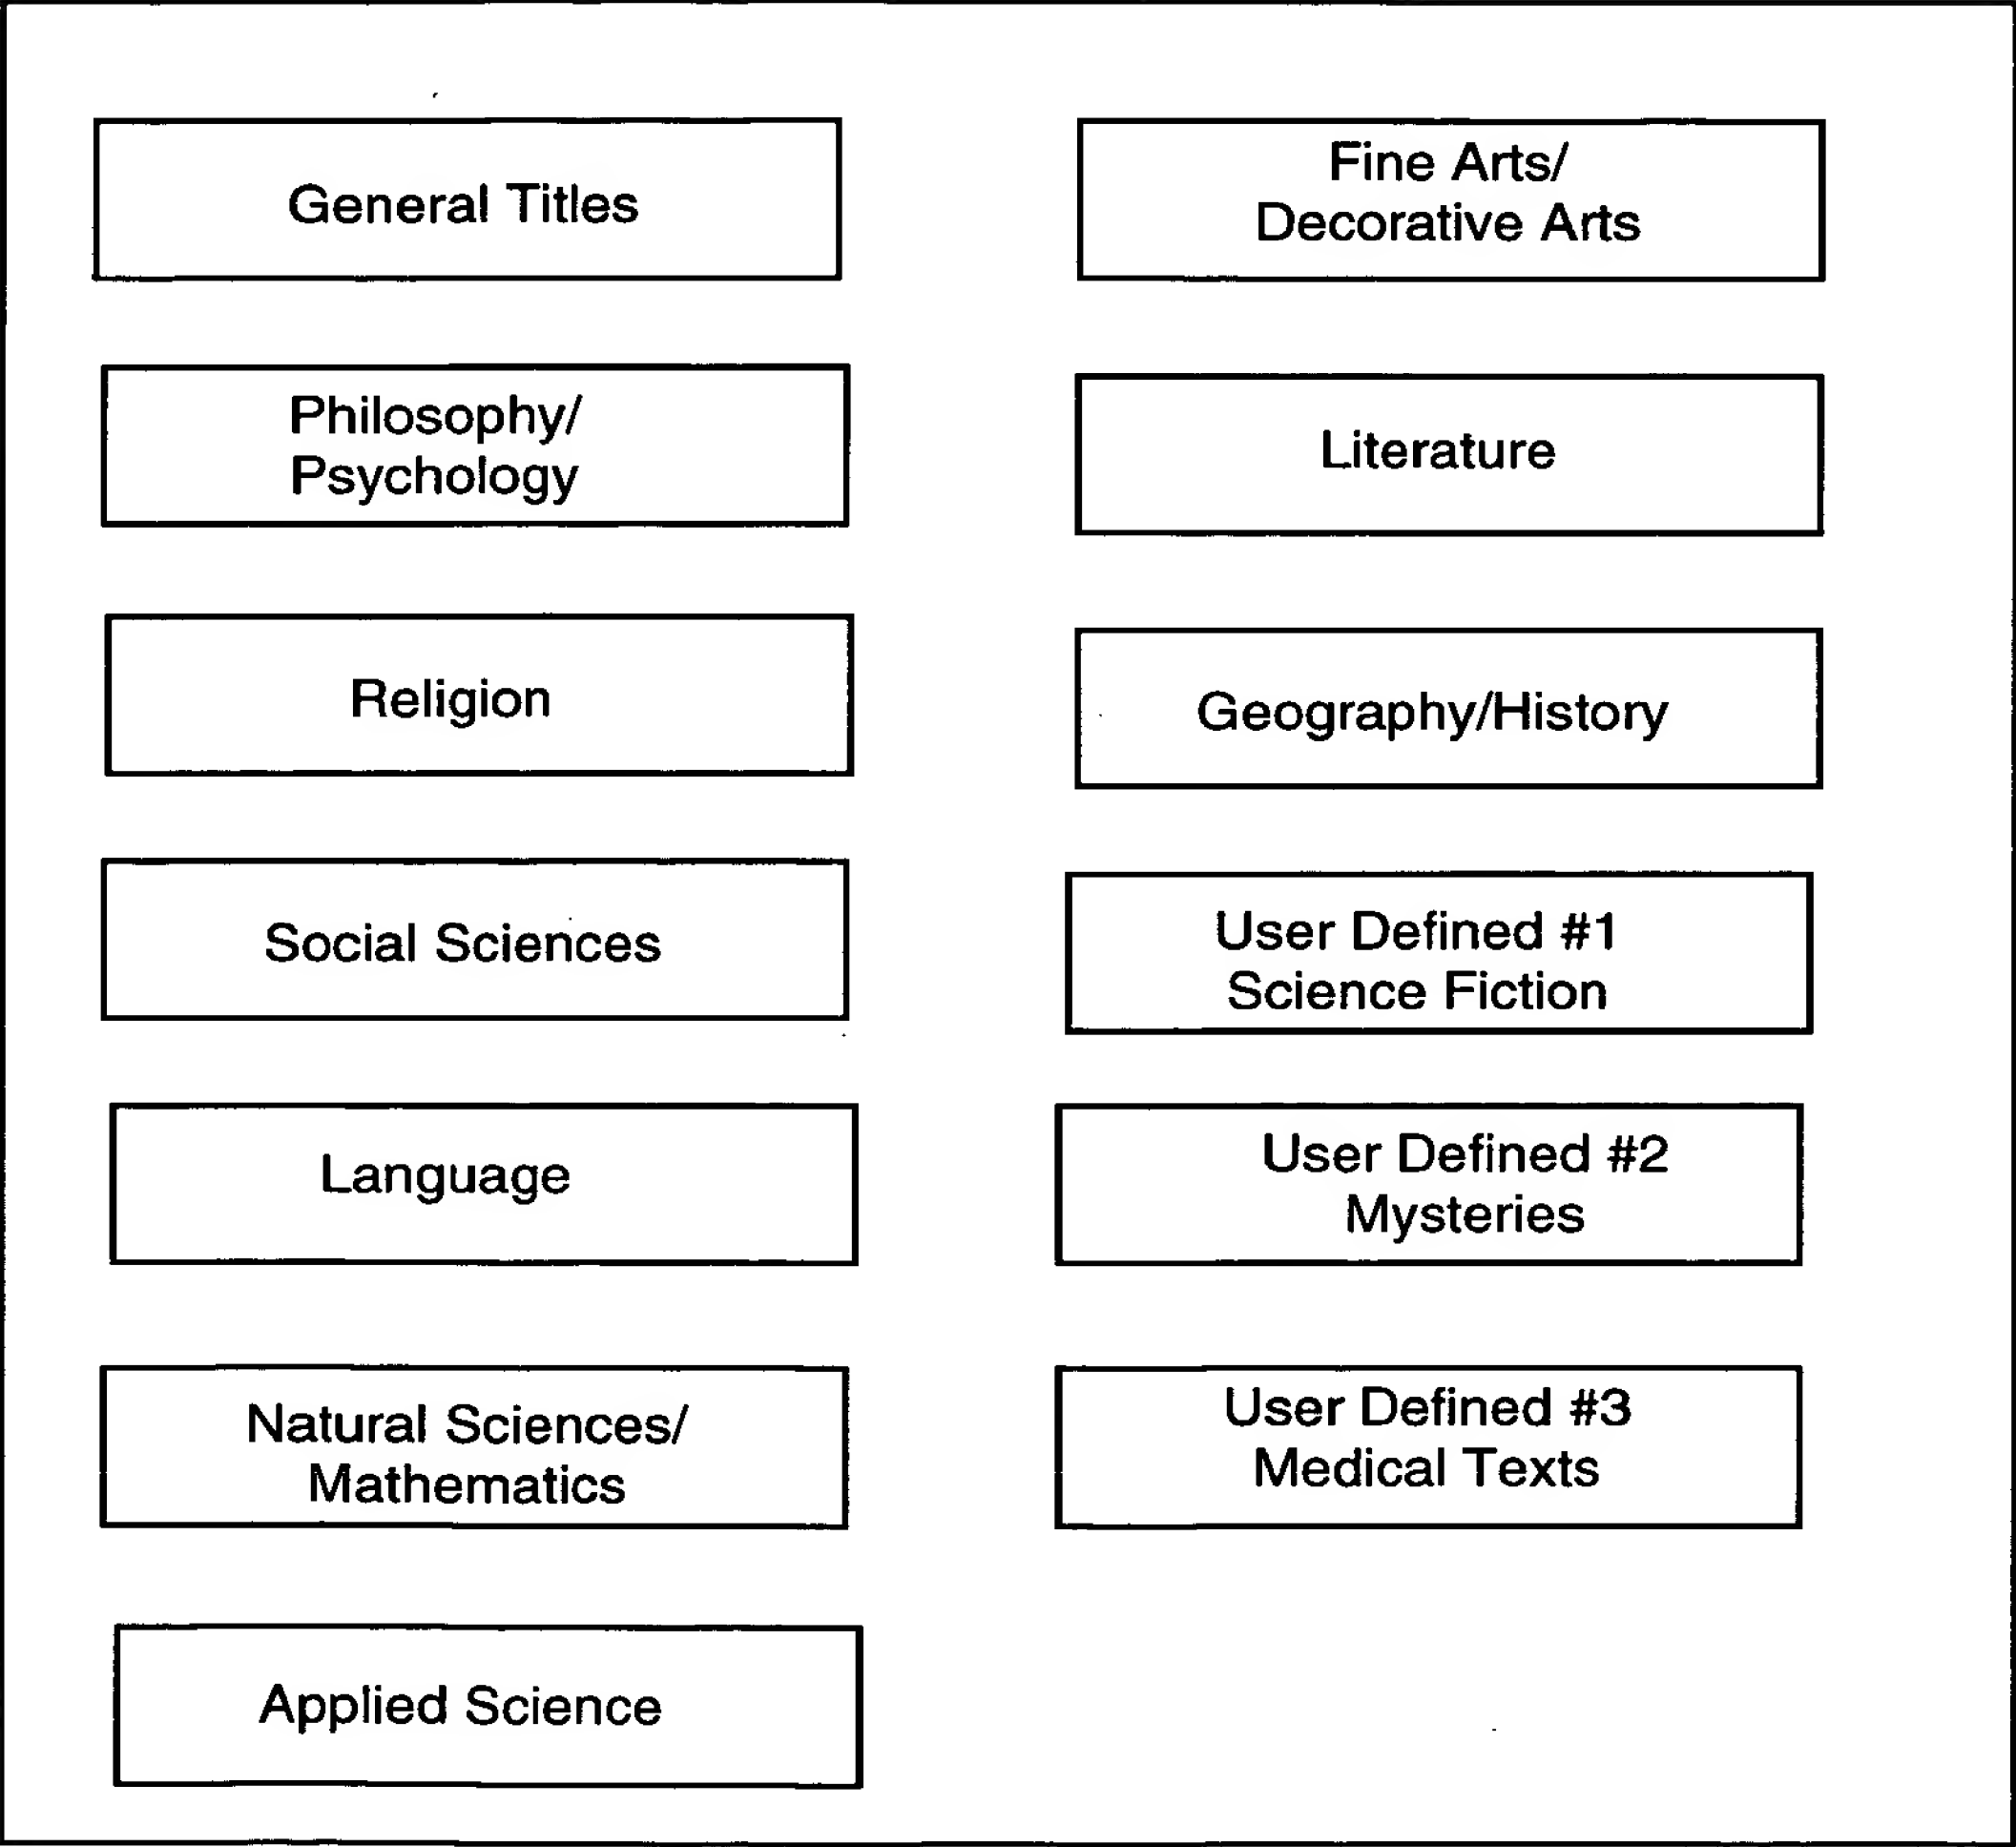 General Titles
Philosophy/
Psychology
Religion
Social Sciences
Language
Natural Sciences/
Mathematics
Applied Science
Fine Arts/
Decorative Arts
Literature
Geography/History
User Defined #1
Science Fiction
User Defined #2
Mysteries
User Defined #3
Medical Texts